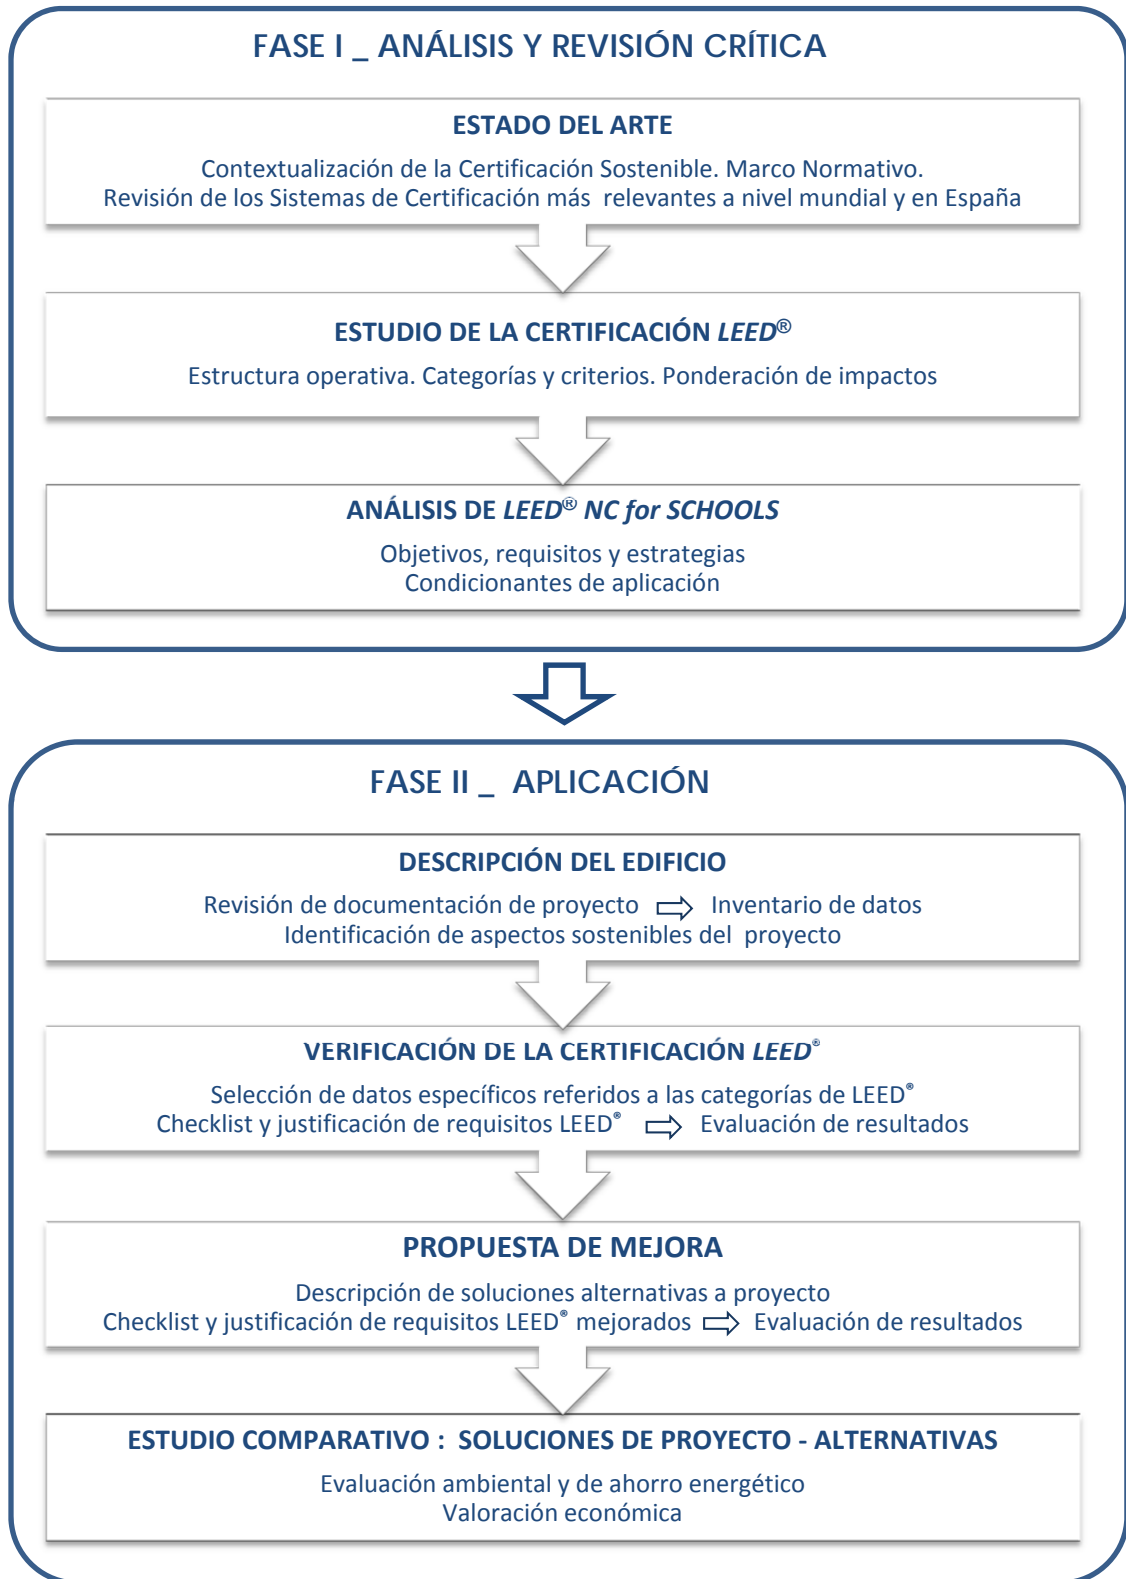 FASE I _ ANÁLISIS Y REVISIÓN CRÍTICA
ESTADO DEL ARTE
Contextualización de la Certificación Sostenible. Marco Normativo.
Revisión de los Sistemas de Certificación más relevantes a nivel mundial y en España
ESTUDIO DE LA CERTIFICACIÓN LEED®
Estructura operativa. Categorías y criterios. Ponderación de impactos
ANÁLISIS DE LEED® NC for SCHOOLS
Objetivos, requisitos y estrategias
Condicionantes de aplicación
FASE II _ APLICACIÓN
DESCRIPCIÓN DEL EDIFICIO
Revisión de documentación de proyecto ⇨ Inventario de datos
Identificación de aspectos sostenibles del proyecto
VERIFICACIÓN DE LA CERTIFICACIÓN LEED®
Selección de datos específicos referidos a las categorías de LEED®
Checklist y justificación de requisitos LEED® ⇨ Evaluación de resultados
PROPUESTA DE MEJORA
Descripción de soluciones alternativas a proyecto
Checklist y justificación de requisitos LEED® mejorados ⇨ Evaluación de resultados
ESTUDIO COMPARATIVO : SOLUCIONES DE PROYECTO - ALTERNATIVAS
Evaluación ambiental y de ahorro energético
Valoración económica